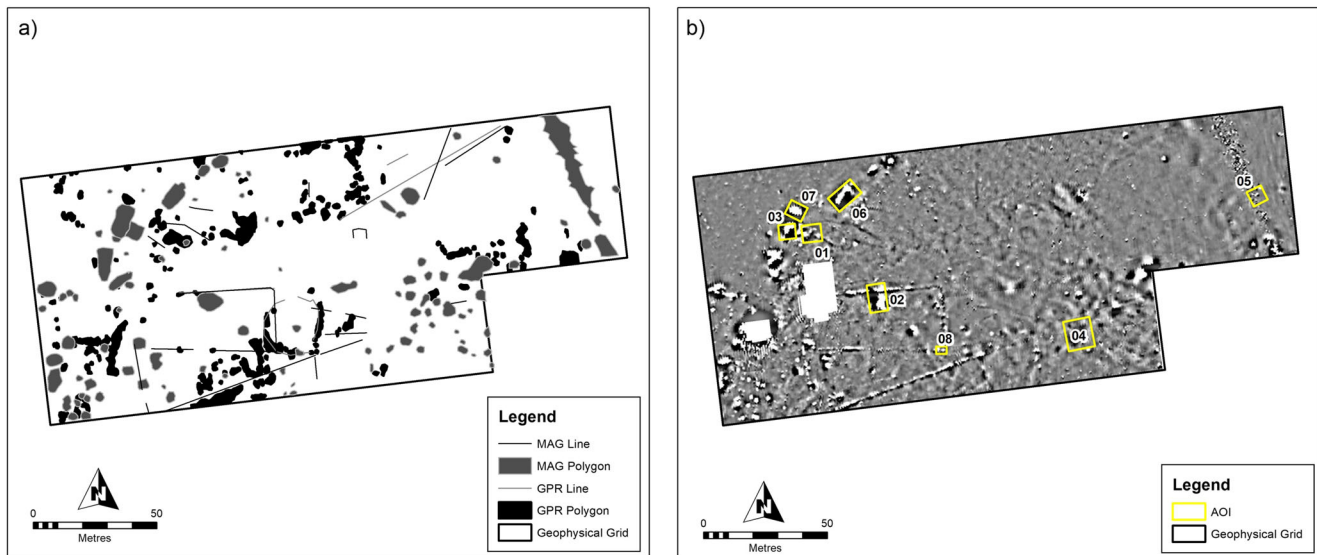 a)
Legend
MAG Line
MAG Polygon
GPR Line
GPR Polygon
Geophysical Grid
N
0 50
Metres
b)
05
07
06
03
01
02
08
04
Legend
AOI
Geophysical Grid
N
0 50
Metres